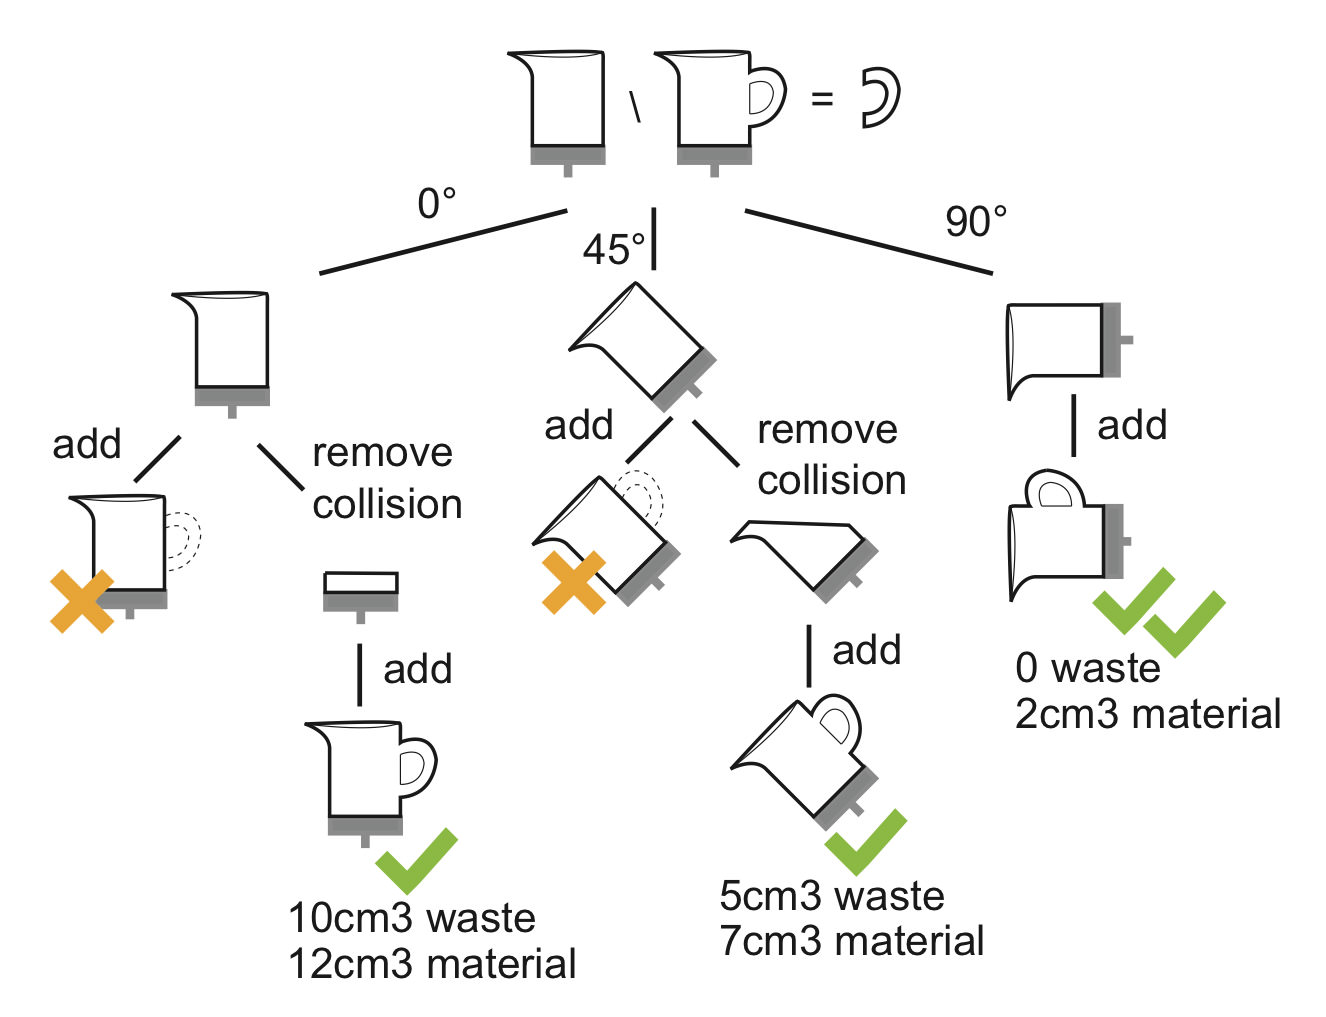 \ =
0°
45°
90°
add
remove
collision
add
remove
collision
add
add
add
0 waste
2cm3 material
10cm3 waste
12cm3 material
5cm3 waste
7cm3 material